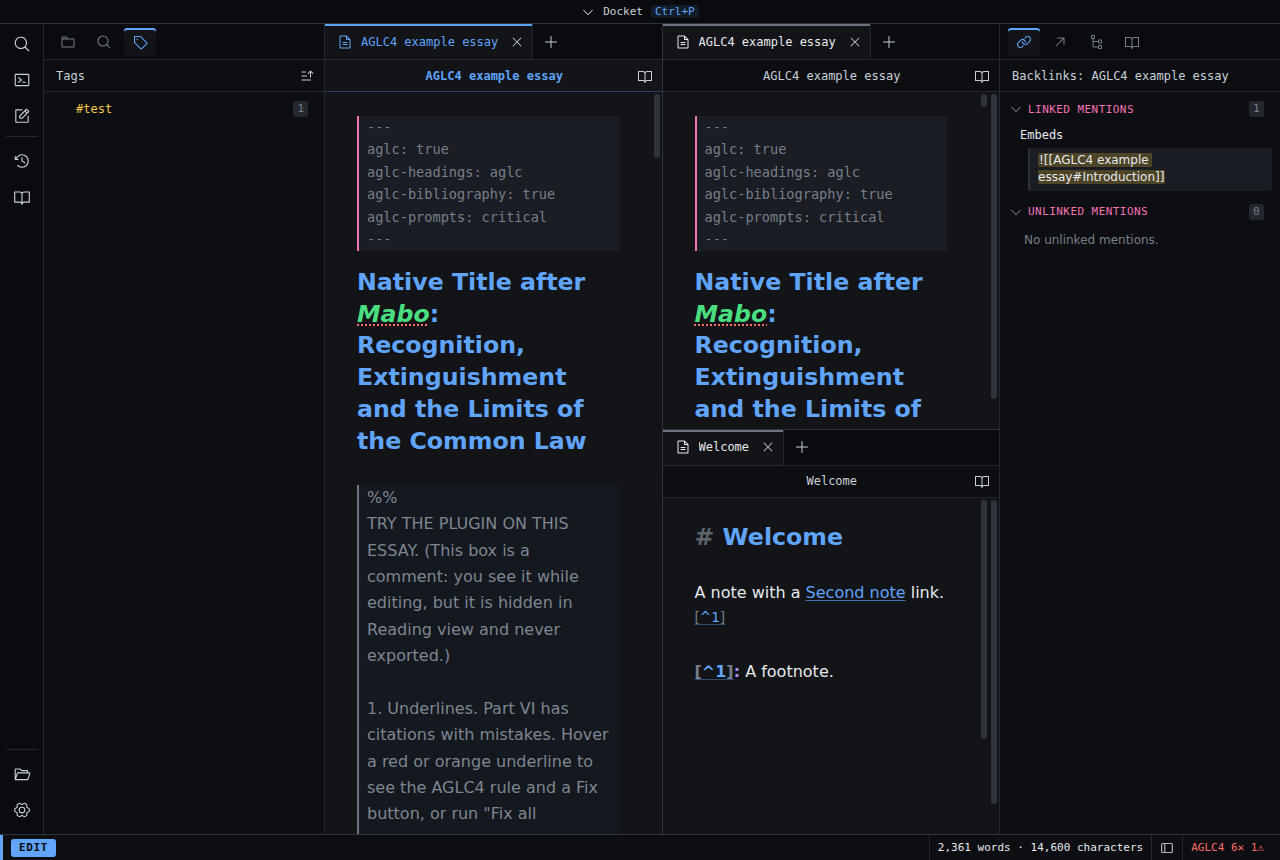 Docket Ctrl+P
Tags
#test 1
AGLC4 example essay
AGLC4 example essay
---
aglc: true
aglc-headings: aglc
aglc-bibliography: true
aglc-prompts: critical
---
Native Title after
Mabo:
Recognition,
Extinguishment
and the Limits of
the Common Law
%%
TRY THE PLUGIN ON THIS
ESSAY. (This box is a
comment: you see it while
editing, but it is hidden in
Reading view and never
exported.)
1. Underlines. Part VI has
citations with mistakes. Hover
a red or orange underline to
see the AGLC4 rule and a Fix
button, or run "Fix all
AGLC4 example essay
AGLC4 example essay
---
aglc: true
aglc-headings: aglc
aglc-bibliography: true
aglc-prompts: critical
---
Native Title after
Mabo:
Recognition,
Extinguishment
and the Limits of
Welcome
Welcome
# Welcome
A note with a Second note link.
[^1]
[^1]: A footnote.
Backlinks: AGLC4 example essay
LINKED MENTIONS 1
Embeds
![[AGLC4 example
essay#Introduction]]
UNLINKED MENTIONS 0
No unlinked mentions.
EDIT
2,361 words · 14,600 characters
AGLC4 6× 1⚠